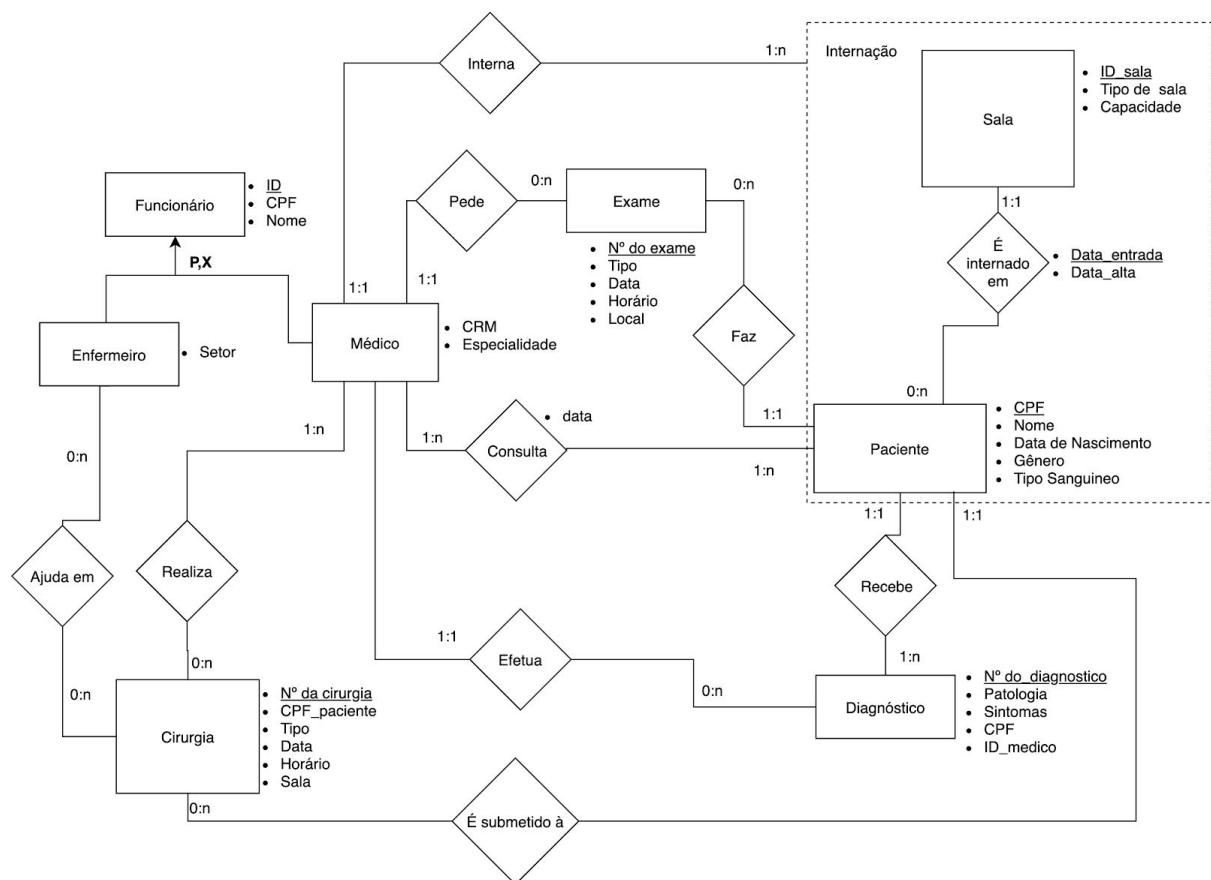 Interna
1:n
Internação
Sala
ID_sala
Tipo de sala
Capacidade
1:1
É
internado
em
Data_entrada
Data_alta
0:n
Funcionário
ID
CPF
Nome
P,X
Pede
0:n
Exame
0:n
Nº do exame
Tipo
Data
Horário
Local
1:1
1:1
Médico
CRM
Especialidade
Enfermeiro
Setor
Faz
1:1
Paciente
CPF
Nome
Data de Nascimento
Gênero
Tipo Sanguineo
1:n
1:n
data
Consulta
1:n
0:n
1:1
1:1
Ajuda em
Realiza
Recebe
1:1
Efetua
0:n
1:n
0:n
0:n
Cirurgia
Nº da cirurgia
CPF_paciente
Tipo
Data
Horário
Sala
Diagnóstico
Nº do_diagnostico
Patologia
Sintomas
CPF
ID_medico
0:n
É submetido à